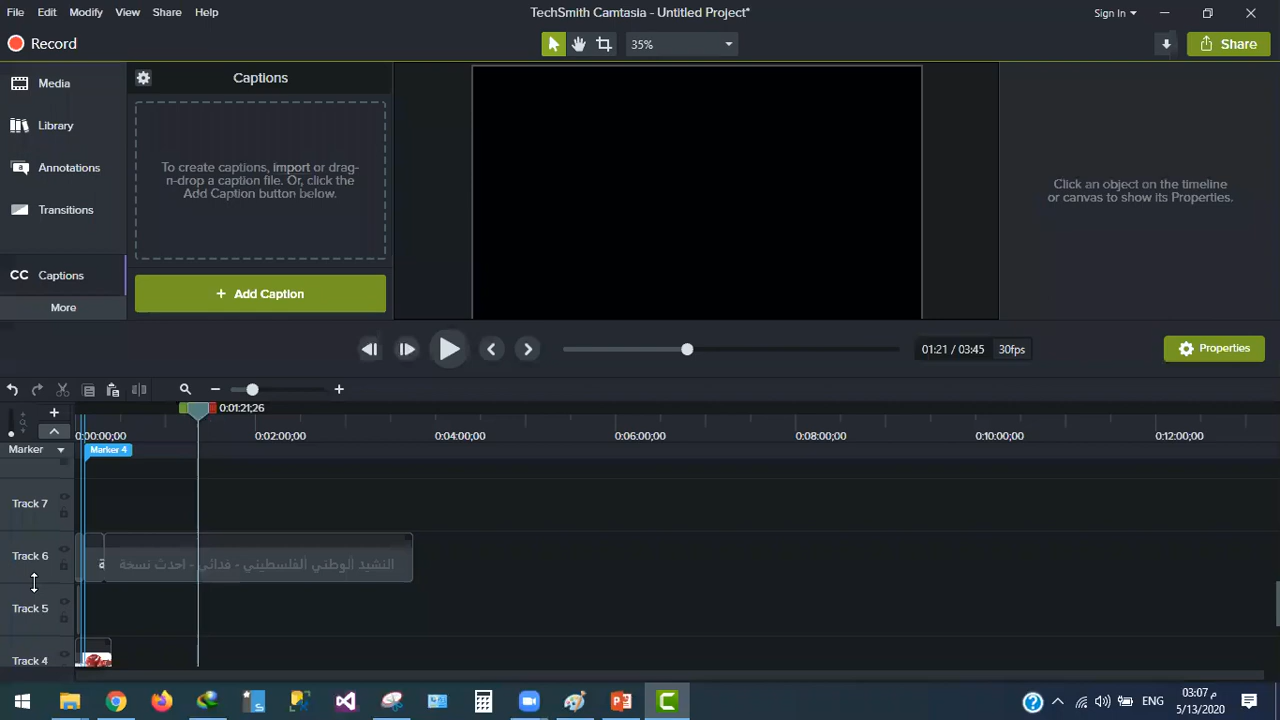 File Edit Modify View Share Help
TechSmith Camtasia - Untitled Project*
Sign In
Record
35%
Share
Media
Library
Annotations
Transitions
CC Captions
More
Captions
To create captions, import or drag-
n-drop a caption file. Or, click the
Add Caption button below.
+ Add Caption
Click an object on the timeline
or canvas to show its Properties.
01:21 / 03:45 30fps
Properties
0:01:21;26
0:00:00;00 0:02:00;00 0:04:00;00 0:06:00;00 0:08:00;00 0:10:00;00 0:12:00;00
Marker
Marker 4
Track 7
Track 6
النشيد الوطني الفلسطيني - فدائي - احدث نسخة
Track 5
Track 4
ENG
03:07 م
5/13/2020